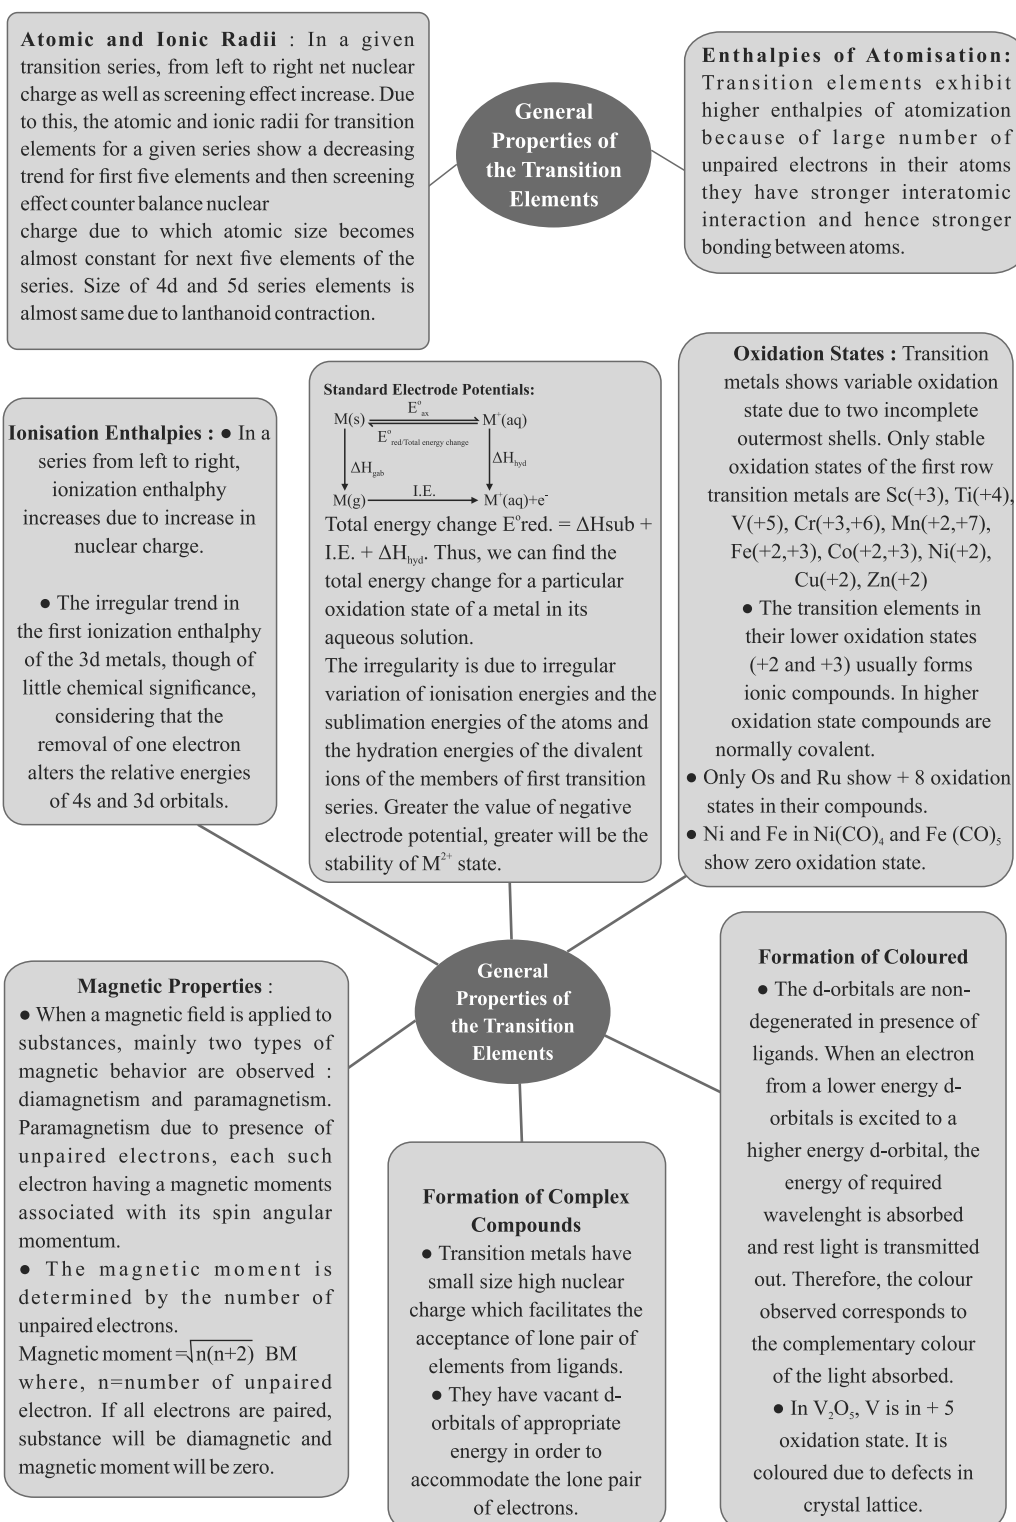 Atomic and Ionic Radii : In a given
transition series, from left to right net nuclear
charge as well as screening effect increase. Due
to this, the atomic and ionic radii for transition
elements for a given series show a decreasing
trend for first five elements and then screening
effect counter balance nuclear
charge due to which atomic size becomes
almost constant for next five elements of the
series. Size of 4d and 5d series elements is
almost same due to lanthanoid contraction.
General
Properties of
the Transition
Elements
Enthalpies of Atomisation:
Transition elements exhibit
higher enthalpies of atomization
because of large number of
unpaired electrons in their atoms
they have stronger interatomic
interaction and hence stronger
bonding between atoms.
Ionisation Enthalpies : ● In a
series from left to right,
ionization enthalphy
increases due to increase in
nuclear charge.
● The irregular trend in
the first ionization enthalphy
of the 3d metals, though of
little chemical significance,
considering that the
removal of one electron
alters the relative energies
of 4s and 3d orbitals.
Standard Electrode Potentials:
M(s) E°ax M⁺(aq)
E°red/Total energy change
ΔHgab ΔHhyd
M(g) I.E. M⁺(aq)+e⁻
Total energy change E°red. = ΔHsub +
I.E. + ΔHhyd. Thus, we can find the
total energy change for a particular
oxidation state of a metal in its
aqueous solution.
The irregularity is due to irregular
variation of ionisation energies and the
sublimation energies of the atoms and
the hydration energies of the divalent
ions of the members of first transition
series. Greater the value of negative
electrode potential, greater will be the
stability of M²⁺ state.
Oxidation States : Transition
metals shows variable oxidation
state due to two incomplete
outermost shells. Only stable
oxidation states of the first row
transition metals are Sc(+3), Ti(+4),
V(+5), Cr(+3,+6), Mn(+2,+7),
Fe(+2,+3), Co(+2,+3), Ni(+2),
Cu(+2), Zn(+2)
● The transition elements in
their lower oxidation states
(+2 and +3) usually forms
ionic compounds. In higher
oxidation state compounds are
normally covalent.
● Only Os and Ru show + 8 oxidation
states in their compounds.
● Ni and Fe in Ni(CO)₄ and Fe (CO)₅
show zero oxidation state.
General
Properties of
the Transition
Elements
Magnetic Properties :
● When a magnetic field is applied to
substances, mainly two types of
magnetic behavior are observed :
diamagnetism and paramagnetism.
Paramagnetism due to presence of
unpaired electrons, each such
electron having a magnetic moments
associated with its spin angular
momentum.
● The magnetic moment is
determined by the number of
unpaired electrons.
Magnetic moment=√n(n+2) BM
where, n=number of unpaired
electron. If all electrons are paired,
substance will be diamagnetic and
magnetic moment will be zero.
Formation of Complex
Compounds
● Transition metals have
small size high nuclear
charge which facilitates the
acceptance of lone pair of
elements from ligands.
● They have vacant d-
orbitals of appropriate
energy in order to
accommodate the lone pair
of electrons.
Formation of Coloured
● The d-orbitals are non-
degenerated in presence of
ligands. When an electron
from a lower energy d-
orbitals is excited to a
higher energy d-orbital, the
energy of required
wavelenght is absorbed
and rest light is transmitted
out. Therefore, the colour
observed corresponds to
the complementary colour
of the light absorbed.
● In V₂O₅, V is in + 5
oxidation state. It is
coloured due to defects in
crystal lattice.